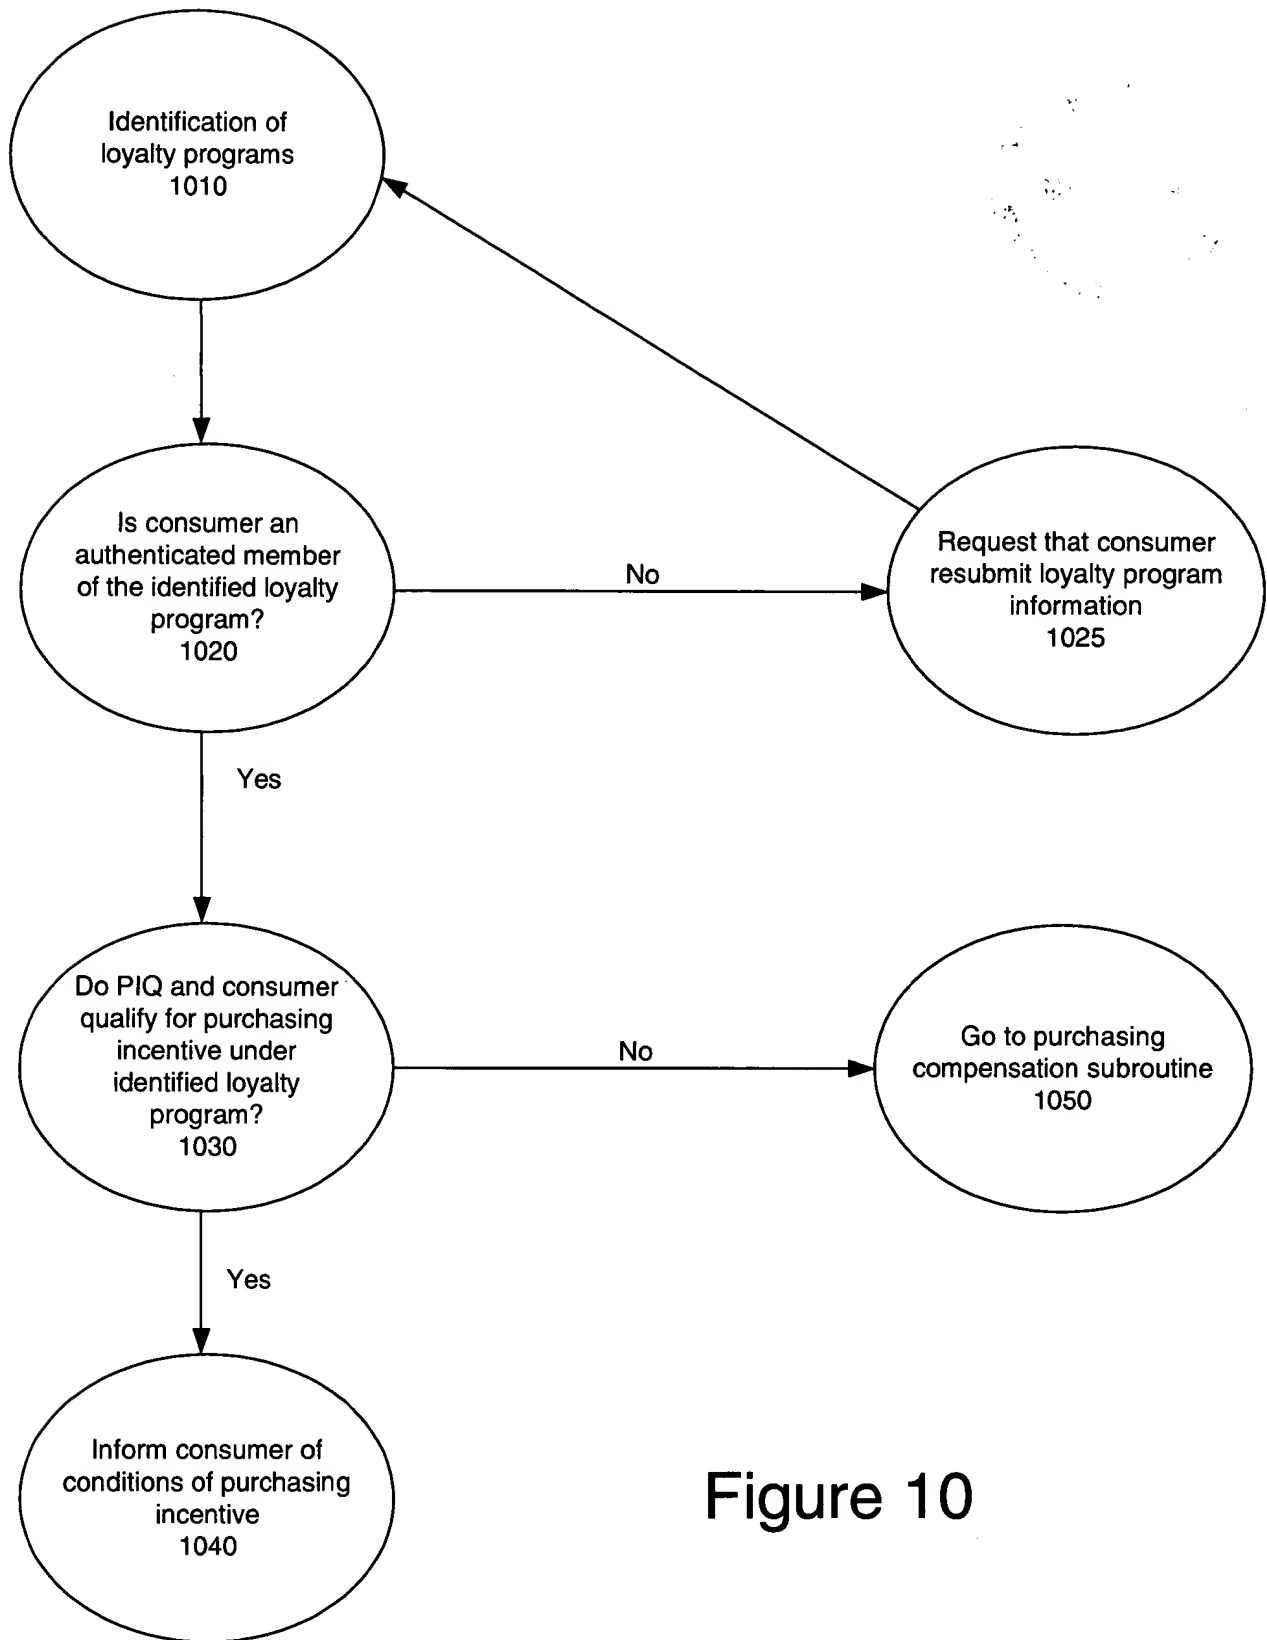 Identification of
loyalty programs
1010
Is consumer an
authenticated member
of the identified loyalty
program?
1020
No
Request that consumer
resubmit loyalty program
information
1025
Yes
Do PIQ and consumer
qualify for purchasing
incentive under
identified loyalty
program?
1030
No
Go to purchasing
compensation subroutine
1050
Yes
Inform consumer of
conditions of purchasing
incentive
1040
Figure 10